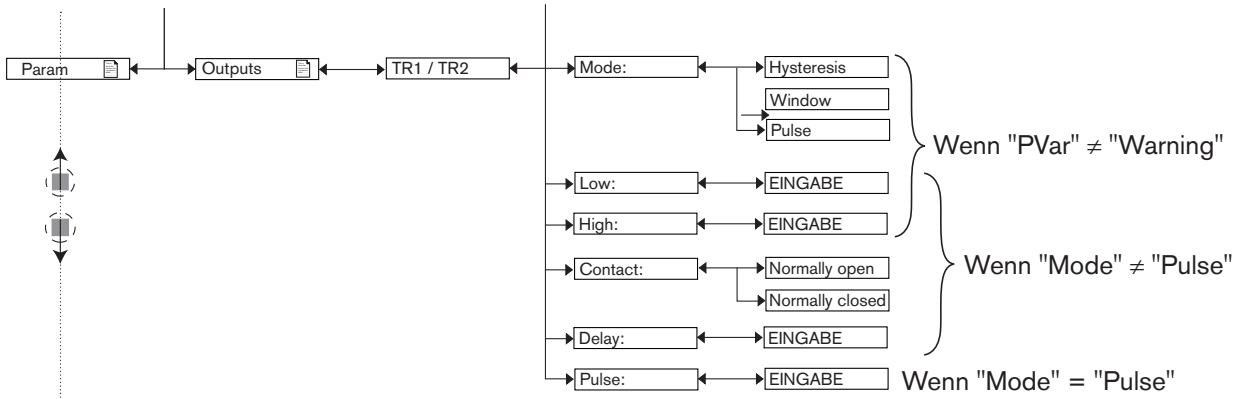 Param
Outputs
TR1 / TR2
Mode:
Hysteresis
Window
Pulse
Wenn "PVar" ≠ "Warning"
Low:
EINGABE
High:
EINGABE
Contact:
Normally open
Normally closed
Wenn "Mode" ≠ "Pulse"
Delay:
EINGABE
Pulse:
EINGABE
Wenn "Mode" = "Pulse"